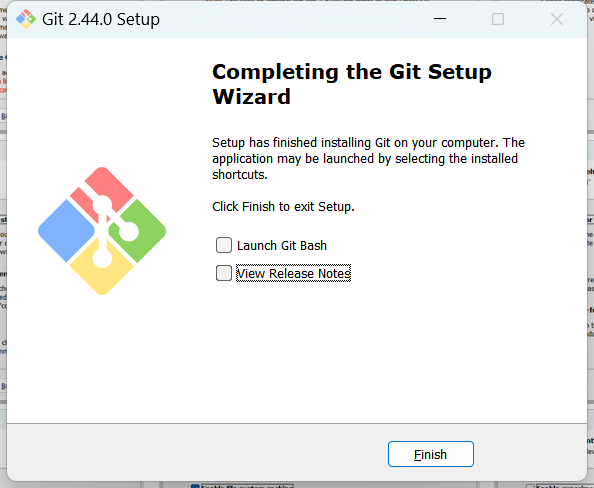 Git 2.44.0 Setup
Completing the Git Setup
Wizard
Setup has finished installing Git on your computer. The
application may be launched by selecting the installed
shortcuts.
Click Finish to exit Setup.
Launch Git Bash
View Release Notes
Finish